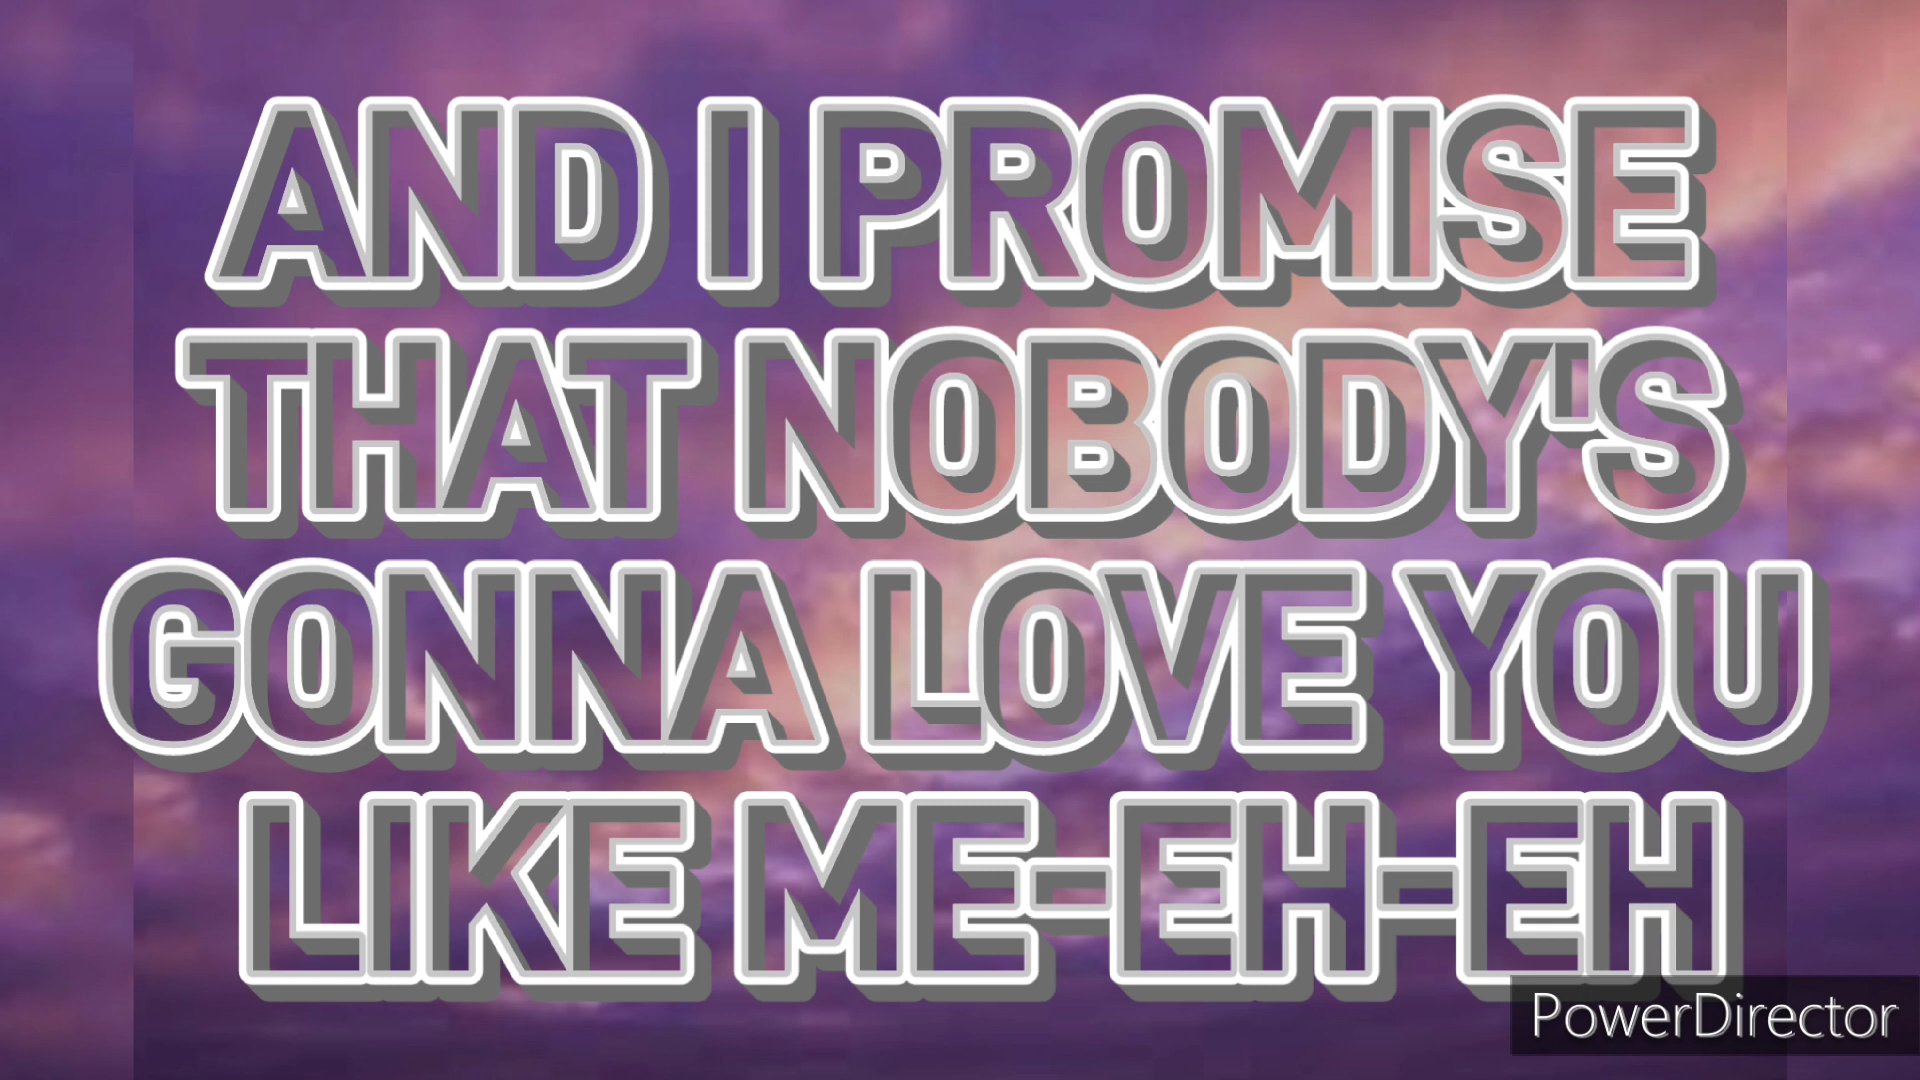 AND I PROMISE
THAT NOBODY'S
GONNA LOVE YOU
LIKE ME-EH-EH
PowerDirector